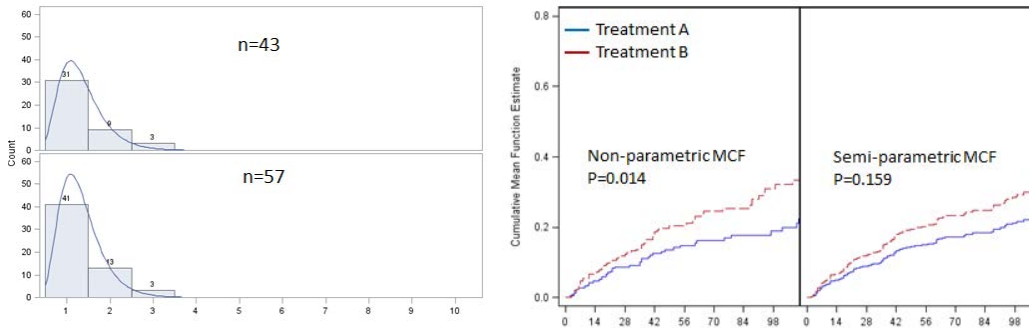 60
50
40
30
20
10
0
n=43
31
9
3
Count
60
50
40
30
20
10
0
n=57
41
13
3
1 2 3 4 5 6 7 8 9 10
Cumulative Mean Function Estimate
0.8
0.6
0.4
0.2
0.0
Treatment A
Treatment B
Non-parametric MCF
P=0.014
Semi-parametric MCF
P=0.159
0 14 28 42 56 70 84 98 0 14 28 42 56 70 84 98